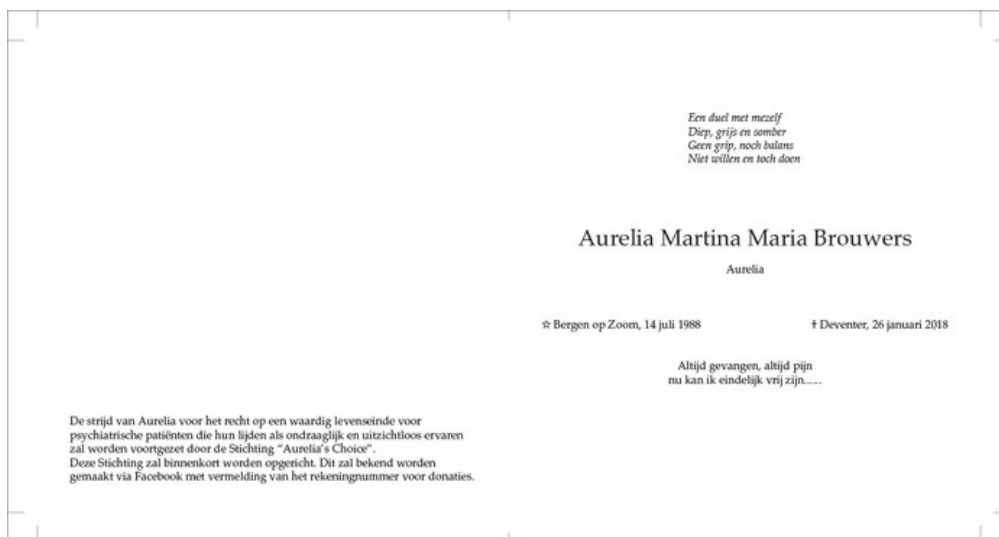 Een duel met mezelf
Diep, grijs en somber
Geen grip, noch balans
Niet willen en toch doen
Aurelia Martina Maria Brouwers
Aurelia
☆ Bergen op Zoom, 14 juli 1988 † Deventer, 26 januari 2018
Altijd gevangen, altijd pijn
nu kan ik eindelijk vrij zijn......
De strijd van Aurelia voor het recht op een waardig levenseinde voor
psychiatrische patiënten die hun lijden als ondraaglijk en uitzichtloos ervaren
zal worden voortgezet door de Stichting “Aurelia’s Choice”.
Deze Stichting zal binnenkort worden opgericht. Dit zal bekend worden
gemaakt via Facebook met vermelding van het rekeningnummer voor donaties.